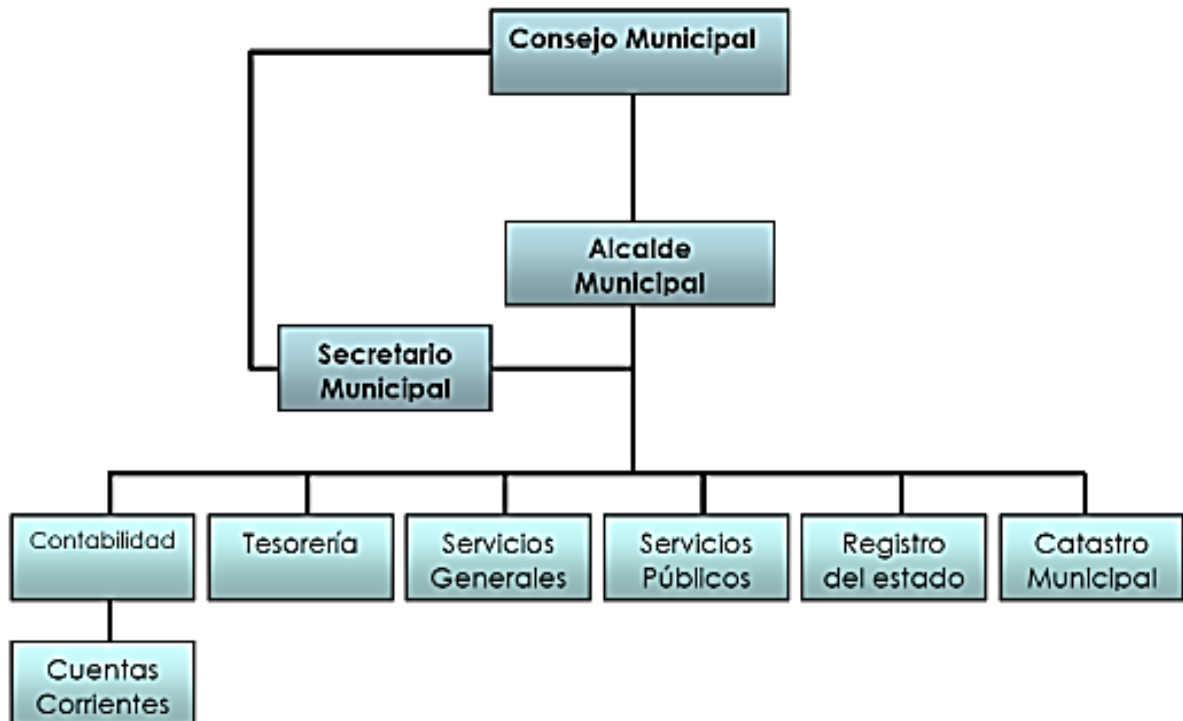 Consejo Municipal
Alcalde
Municipal
Secretario
Municipal
Contabilidad
Tesorería
Servicios
Generales
Servicios
Públicos
Registro
del estado
Catastro
Municipal
Cuentas
Corrientes